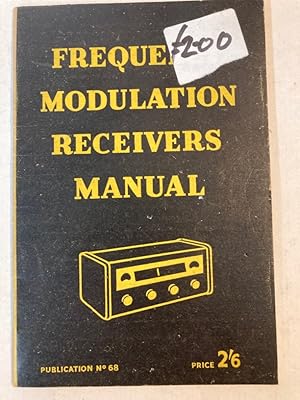 FREQUE
£2.00
MODULATION
RECEIVERS
MANUAL
PUBLICATION Nº 68
PRICE 2/6